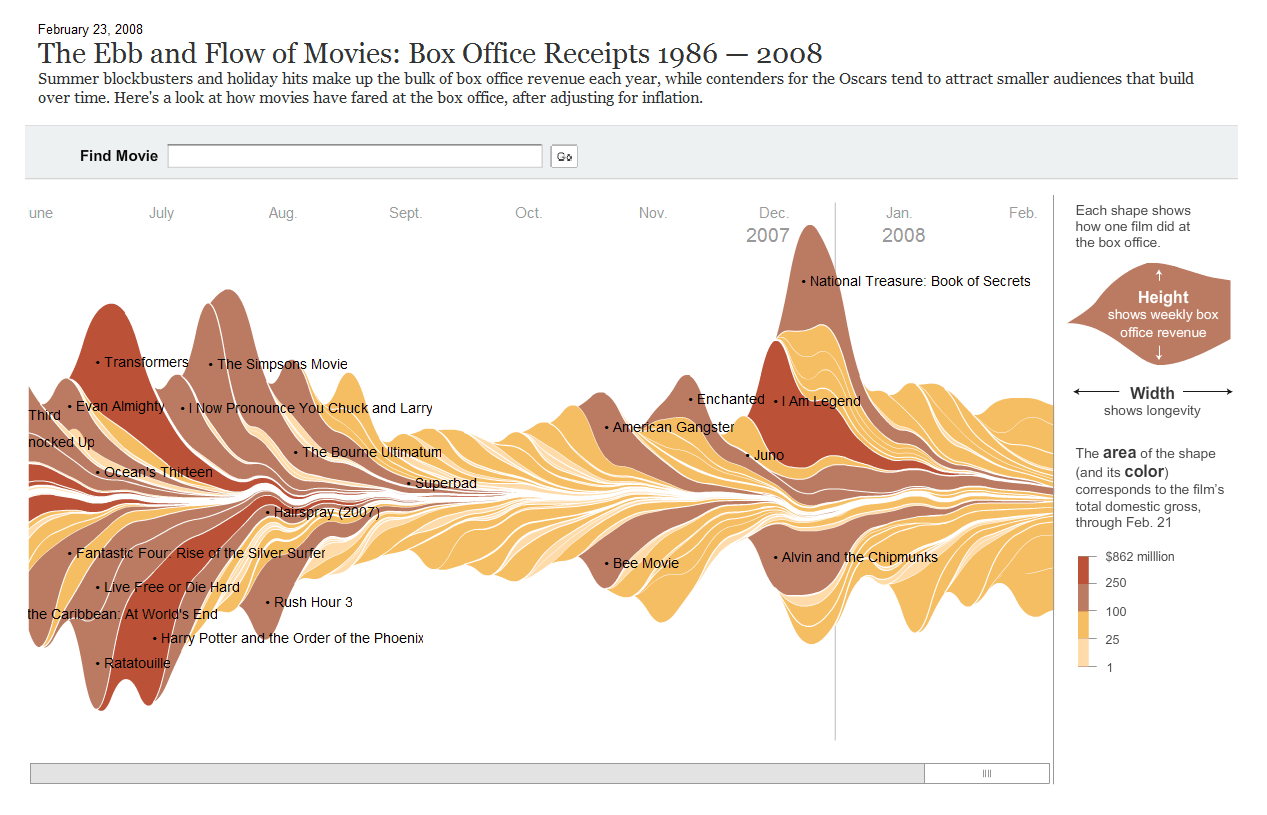 February 23, 2008
The Ebb and Flow of Movies: Box Office Receipts 1986 — 2008
Summer blockbusters and holiday hits make up the bulk of box office revenue each year, while contenders for the Oscars tend to attract smaller audiences that build
over time. Here's a look at how movies have fared at the box office, after adjusting for inflation.
Find Movie
Go
une
July
Aug.
Sept.
Oct.
Nov.
Dec.
Jan.
Feb.
2007
2008
• National Treasure: Book of Secrets
• Transformers
• The Simpsons Movie
• Enchanted
• I Am Legend
Third
• Evan Almighty
• I Now Pronounce You Chuck and Larry
• American Gangster
nocked Up
• The Bourne Ultimatum
• Juno
• Ocean's Thirteen
• Superbad
• Hairspray (2007)
• Fantastic Four: Rise of the Silver Surfer
• Bee Movie
• Alvin and the Chipmunks
• Live Free or Die Hard
• Rush Hour 3
the Caribbean: At World's End
• Harry Potter and the Order of the Phoenix
• Ratatouille
Each shape shows
how one film did at
the box office.
Height
shows weekly box
office revenue
Width
shows longevity
The area of the shape
(and its color)
corresponds to the film's
total domestic gross,
through Feb. 21
$862 milllion
250
100
25
1